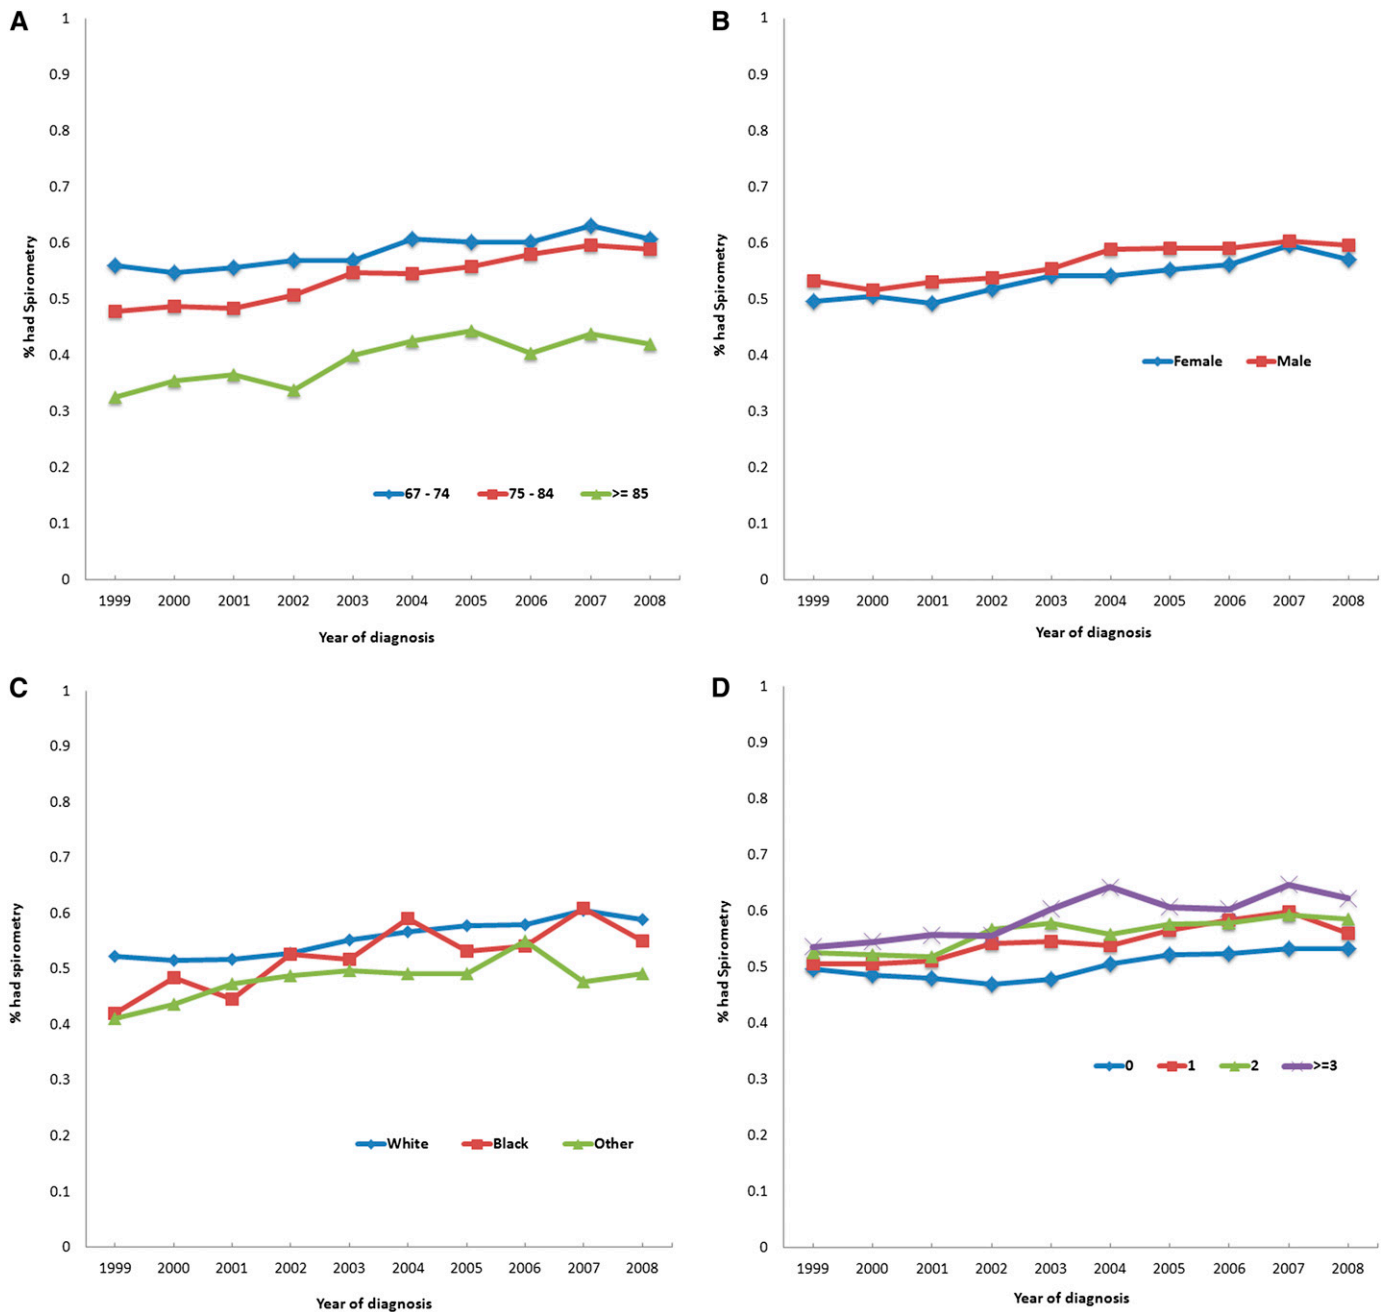 A
1
0.9
0.8
0.7
0.6
0.5
0.4
0.3
0.2
0.1
0
% had Spirometry
67 - 74 75 - 84 >= 85
1999 2000 2001 2002 2003 2004 2005 2006 2007 2008
Year of diagnosis
B
1
0.9
0.8
0.7
0.6
0.5
0.4
0.3
0.2
0.1
0
% had Spirometry
Female Male
1999 2000 2001 2002 2003 2004 2005 2006 2007 2008
Year of diagnosis
C
1
0.9
0.8
0.7
0.6
0.5
0.4
0.3
0.2
0.1
0
% had spirometry
White Black Other
1999 2000 2001 2002 2003 2004 2005 2006 2007 2008
Year of diagnosis
D
1
0.9
0.8
0.7
0.6
0.5
0.4
0.3
0.2
0.1
0
% had Spirometry
0 1 2 >=3
1999 2000 2001 2002 2003 2004 2005 2006 2007 2008
Year of diagnosis